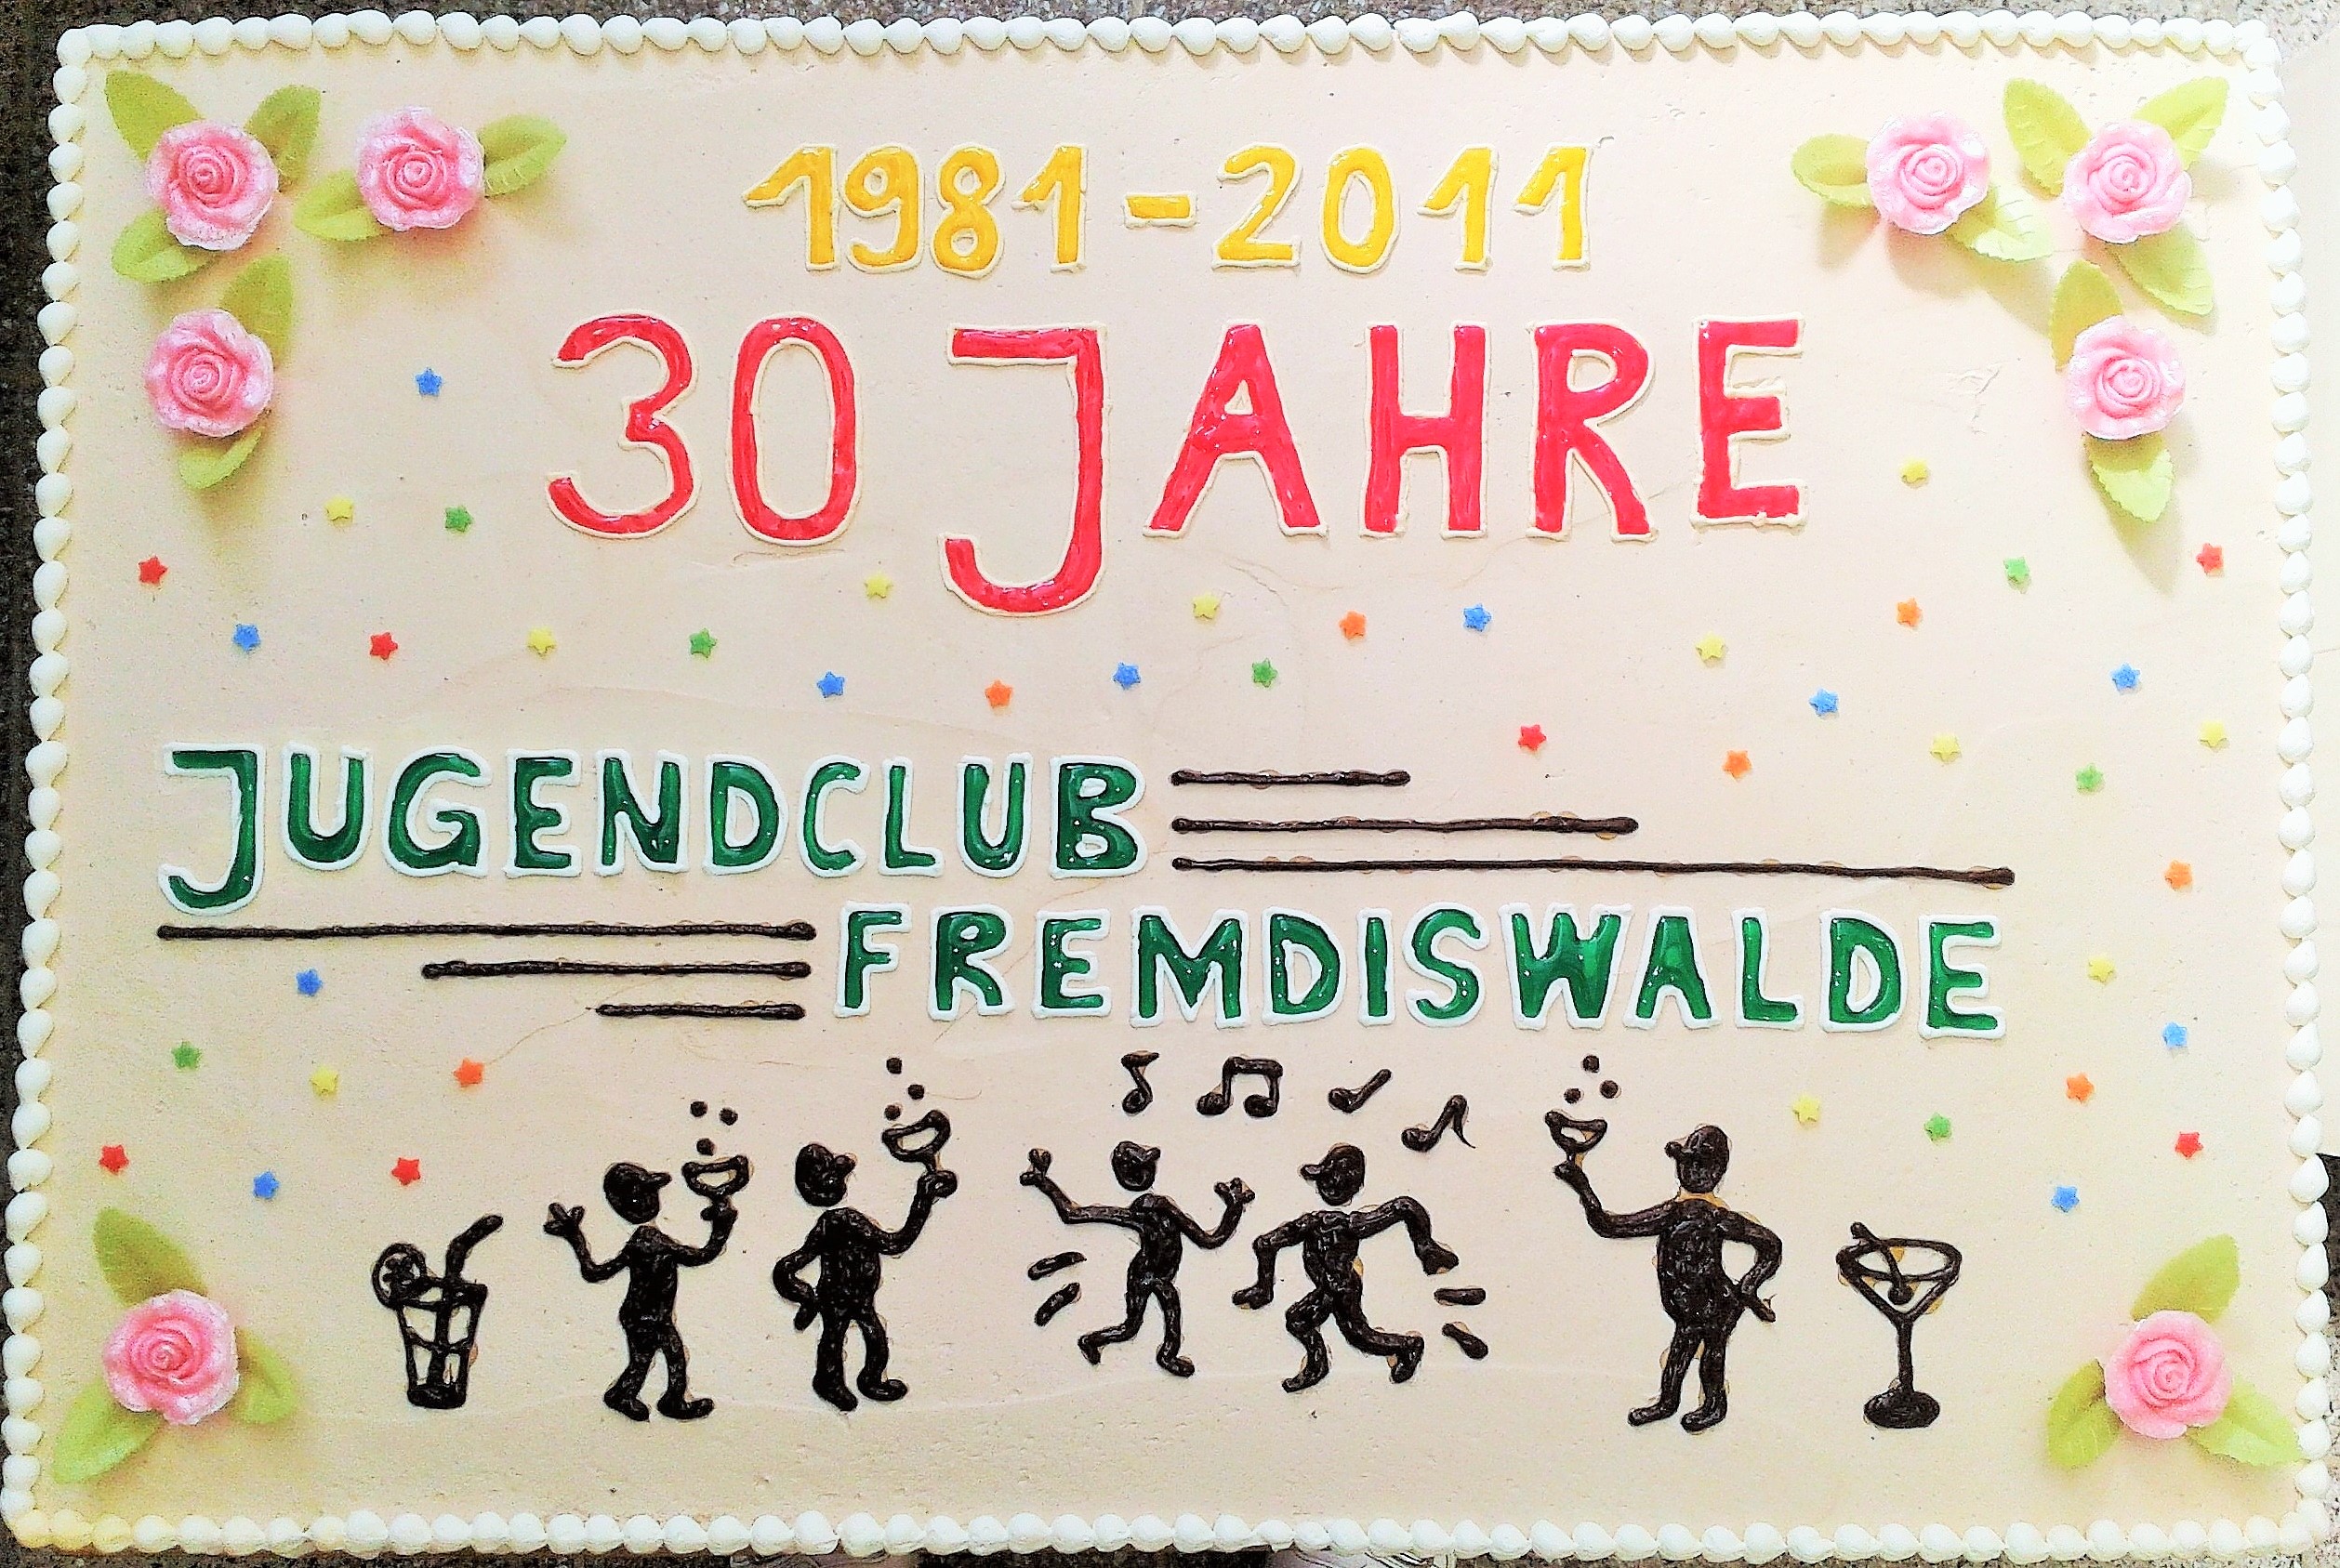 1981-2011
30 JAHRE
JUGENDCLUB
FREMDISWALDE